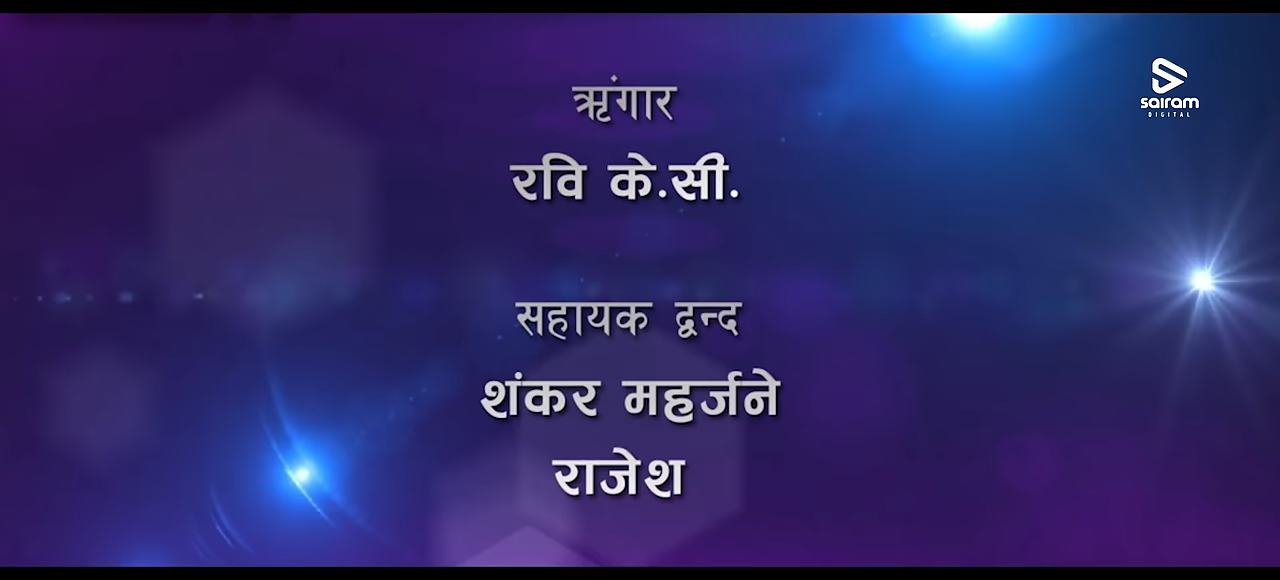 ऋंगार
रवि के.सी.
सहायक द्वन्द
शंकर महर्जने
राजेश
sairam
DIGITAL